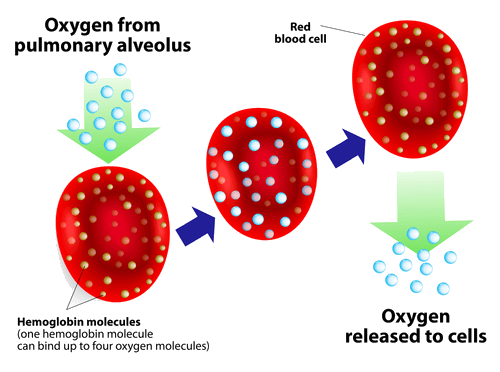 Oxygen from
pulmonary alveolus
Red
blood cell
Hemoglobin molecules
(one hemoglobin molecule
can bind up to four oxygen molecules)
Oxygen
released to cells